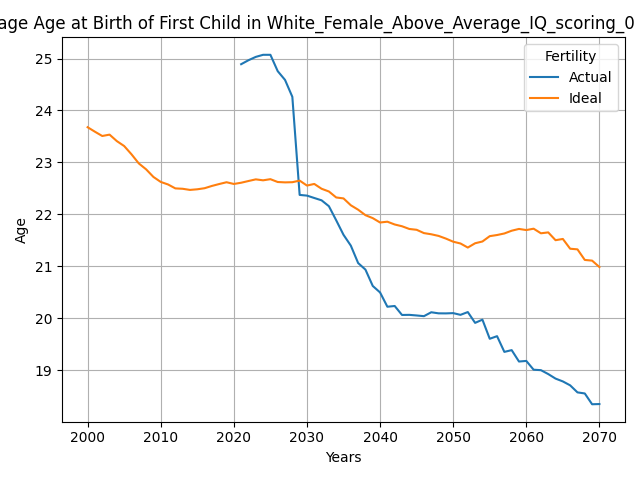 age Age at Birth of First Child in White_Female_Above_Average_IQ_scoring_0
Fertility
Actual
Ideal
25
24
23
22
21
20
19
Age
2000 2010 2020 2030 2040 2050 2060 2070
Years